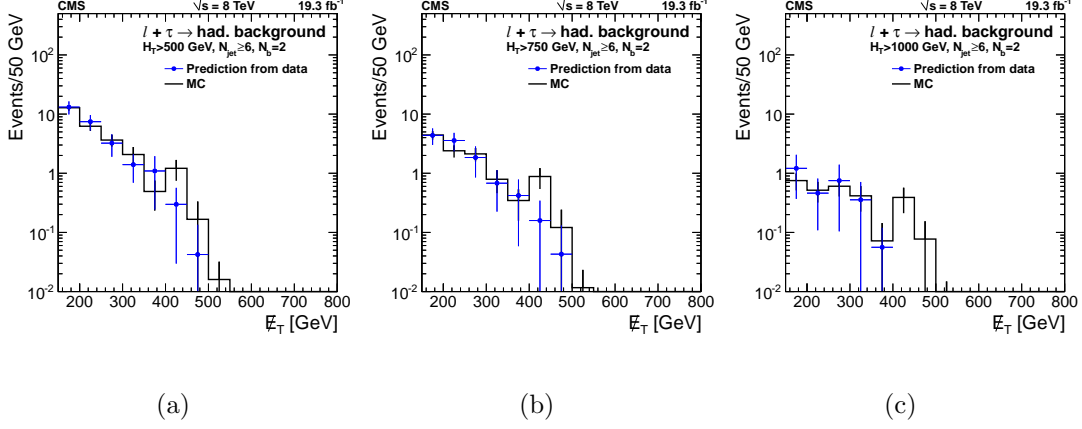 CMS √s = 8 TeV 19.3 fb⁻¹
l + τ → had. background
H_T>500 GeV, N_jet≥6, N_b=2
Prediction from data
MC
Events/50 GeV
10²
10
1
10⁻¹
10⁻²
200 300 400 500 600 700 800
E̸_T [GeV]
(a)
CMS √s = 8 TeV 19.3 fb⁻¹
l + τ → had. background
H_T>750 GeV, N_jet≥6, N_b=2
Prediction from data
MC
Events/50 GeV
10²
10
1
10⁻¹
10⁻²
200 300 400 500 600 700 800
E̸_T [GeV]
(b)
CMS √s = 8 TeV 19.3 fb⁻¹
l + τ → had. background
H_T>1000 GeV, N_jet≥6, N_b=2
Prediction from data
MC
Events/50 GeV
10²
10
1
10⁻¹
10⁻²
200 300 400 500 600 700 800
E̸_T [GeV]
(c)